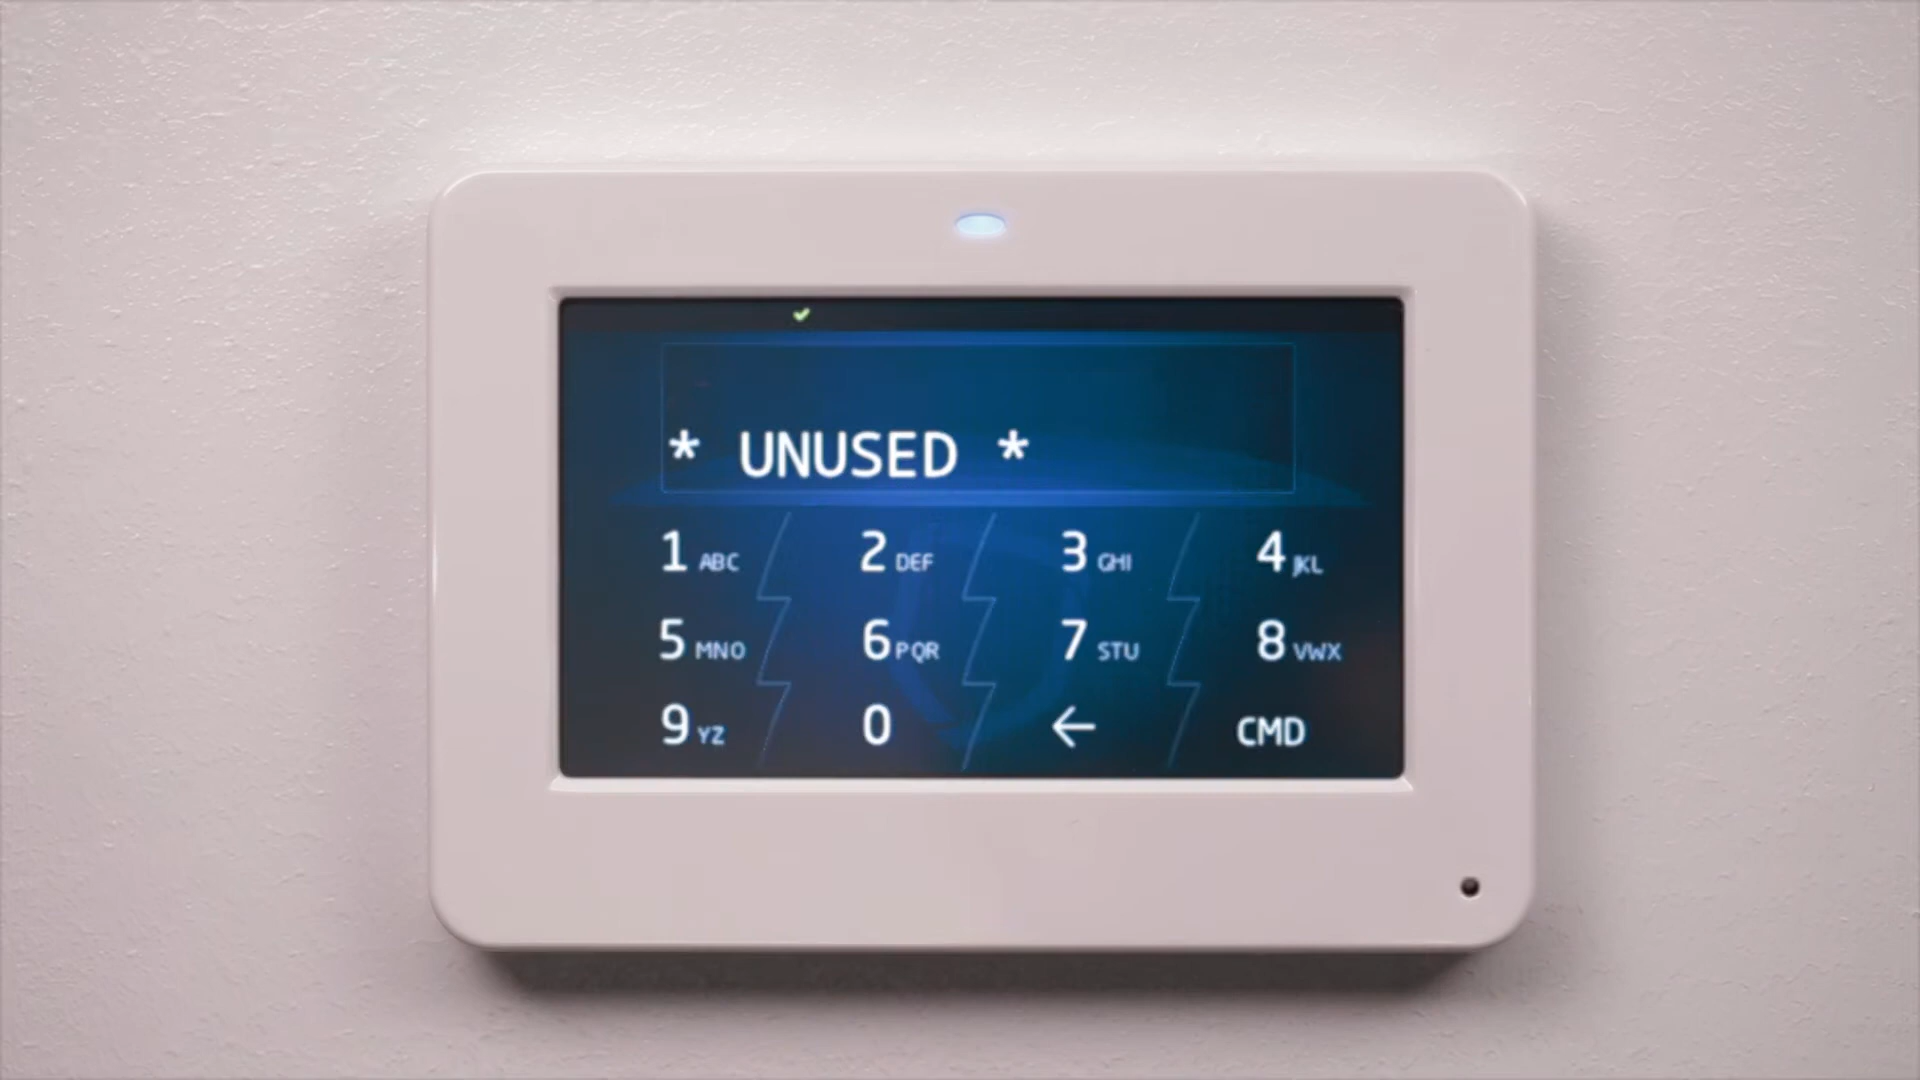 * UNUSED *
1 ABC 2 DEF 3 GHI 4 JKL
5 MNO 6 PQR 7 STU 8 VWX
9 YZ 0 ← CMD